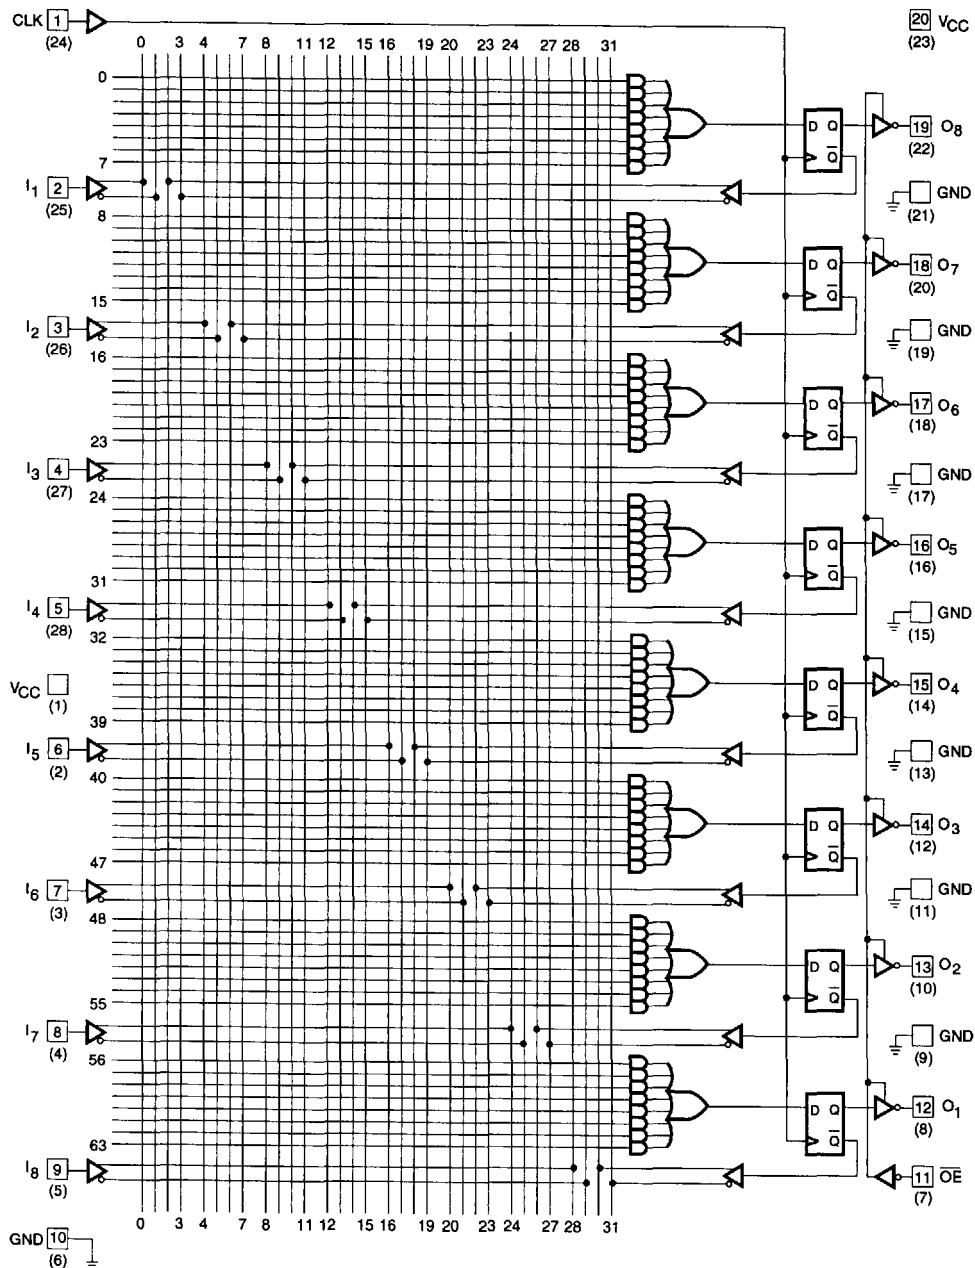 CLK 1 20 VCC
(24) (23)
0 3 4 7 8 11 12 15 16 19 20 23 24 27 28 31
0
D Q 19 O8
Q (22)
7
I1 2 GND
(25) (21)
8
D Q 18 O7
Q (20)
15
I2 3 GND
(26) (19)
16
D Q 17 O6
Q (18)
23
I3 4 GND
(27) (17)
24
D Q 16 O5
Q (16)
31
I4 5 GND
(28) (15)
32
VCC D Q 15 O4
(1) Q (14)
39
I5 6 GND
(2) (13)
40
D Q 14 O3
Q (12)
47
I6 7 GND
(3) (11)
48
D Q 13 O2
Q (10)
55
I7 8 GND
(4) (9)
56
D Q 12 O1
Q (8)
63
I8 9 11 OE
(5) (7)
0 3 4 7 8 11 12 15 16 19 20 23 24 27 28 31
GND 10
(6)